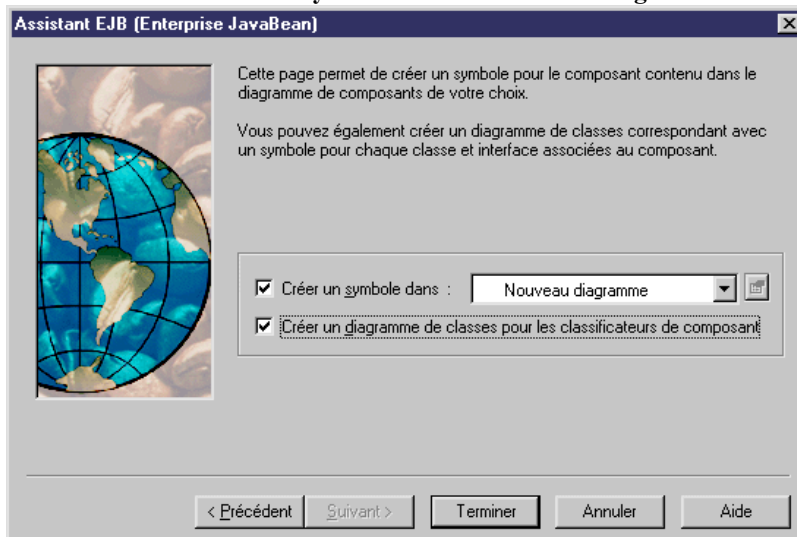 Assistant EJB (Enterprise JavaBean)
Cette page permet de créer un symbole pour le composant contenu dans le
diagramme de composants de votre choix.
Vous pouvez également créer un diagramme de classes correspondant avec
un symbole pour chaque classe et interface associées au composant.
Créer un symbole dans : Nouveau diagramme
Créer un diagramme de classes pour les classificateurs de composant
< Précédent Suivant > Terminer Annuler Aide